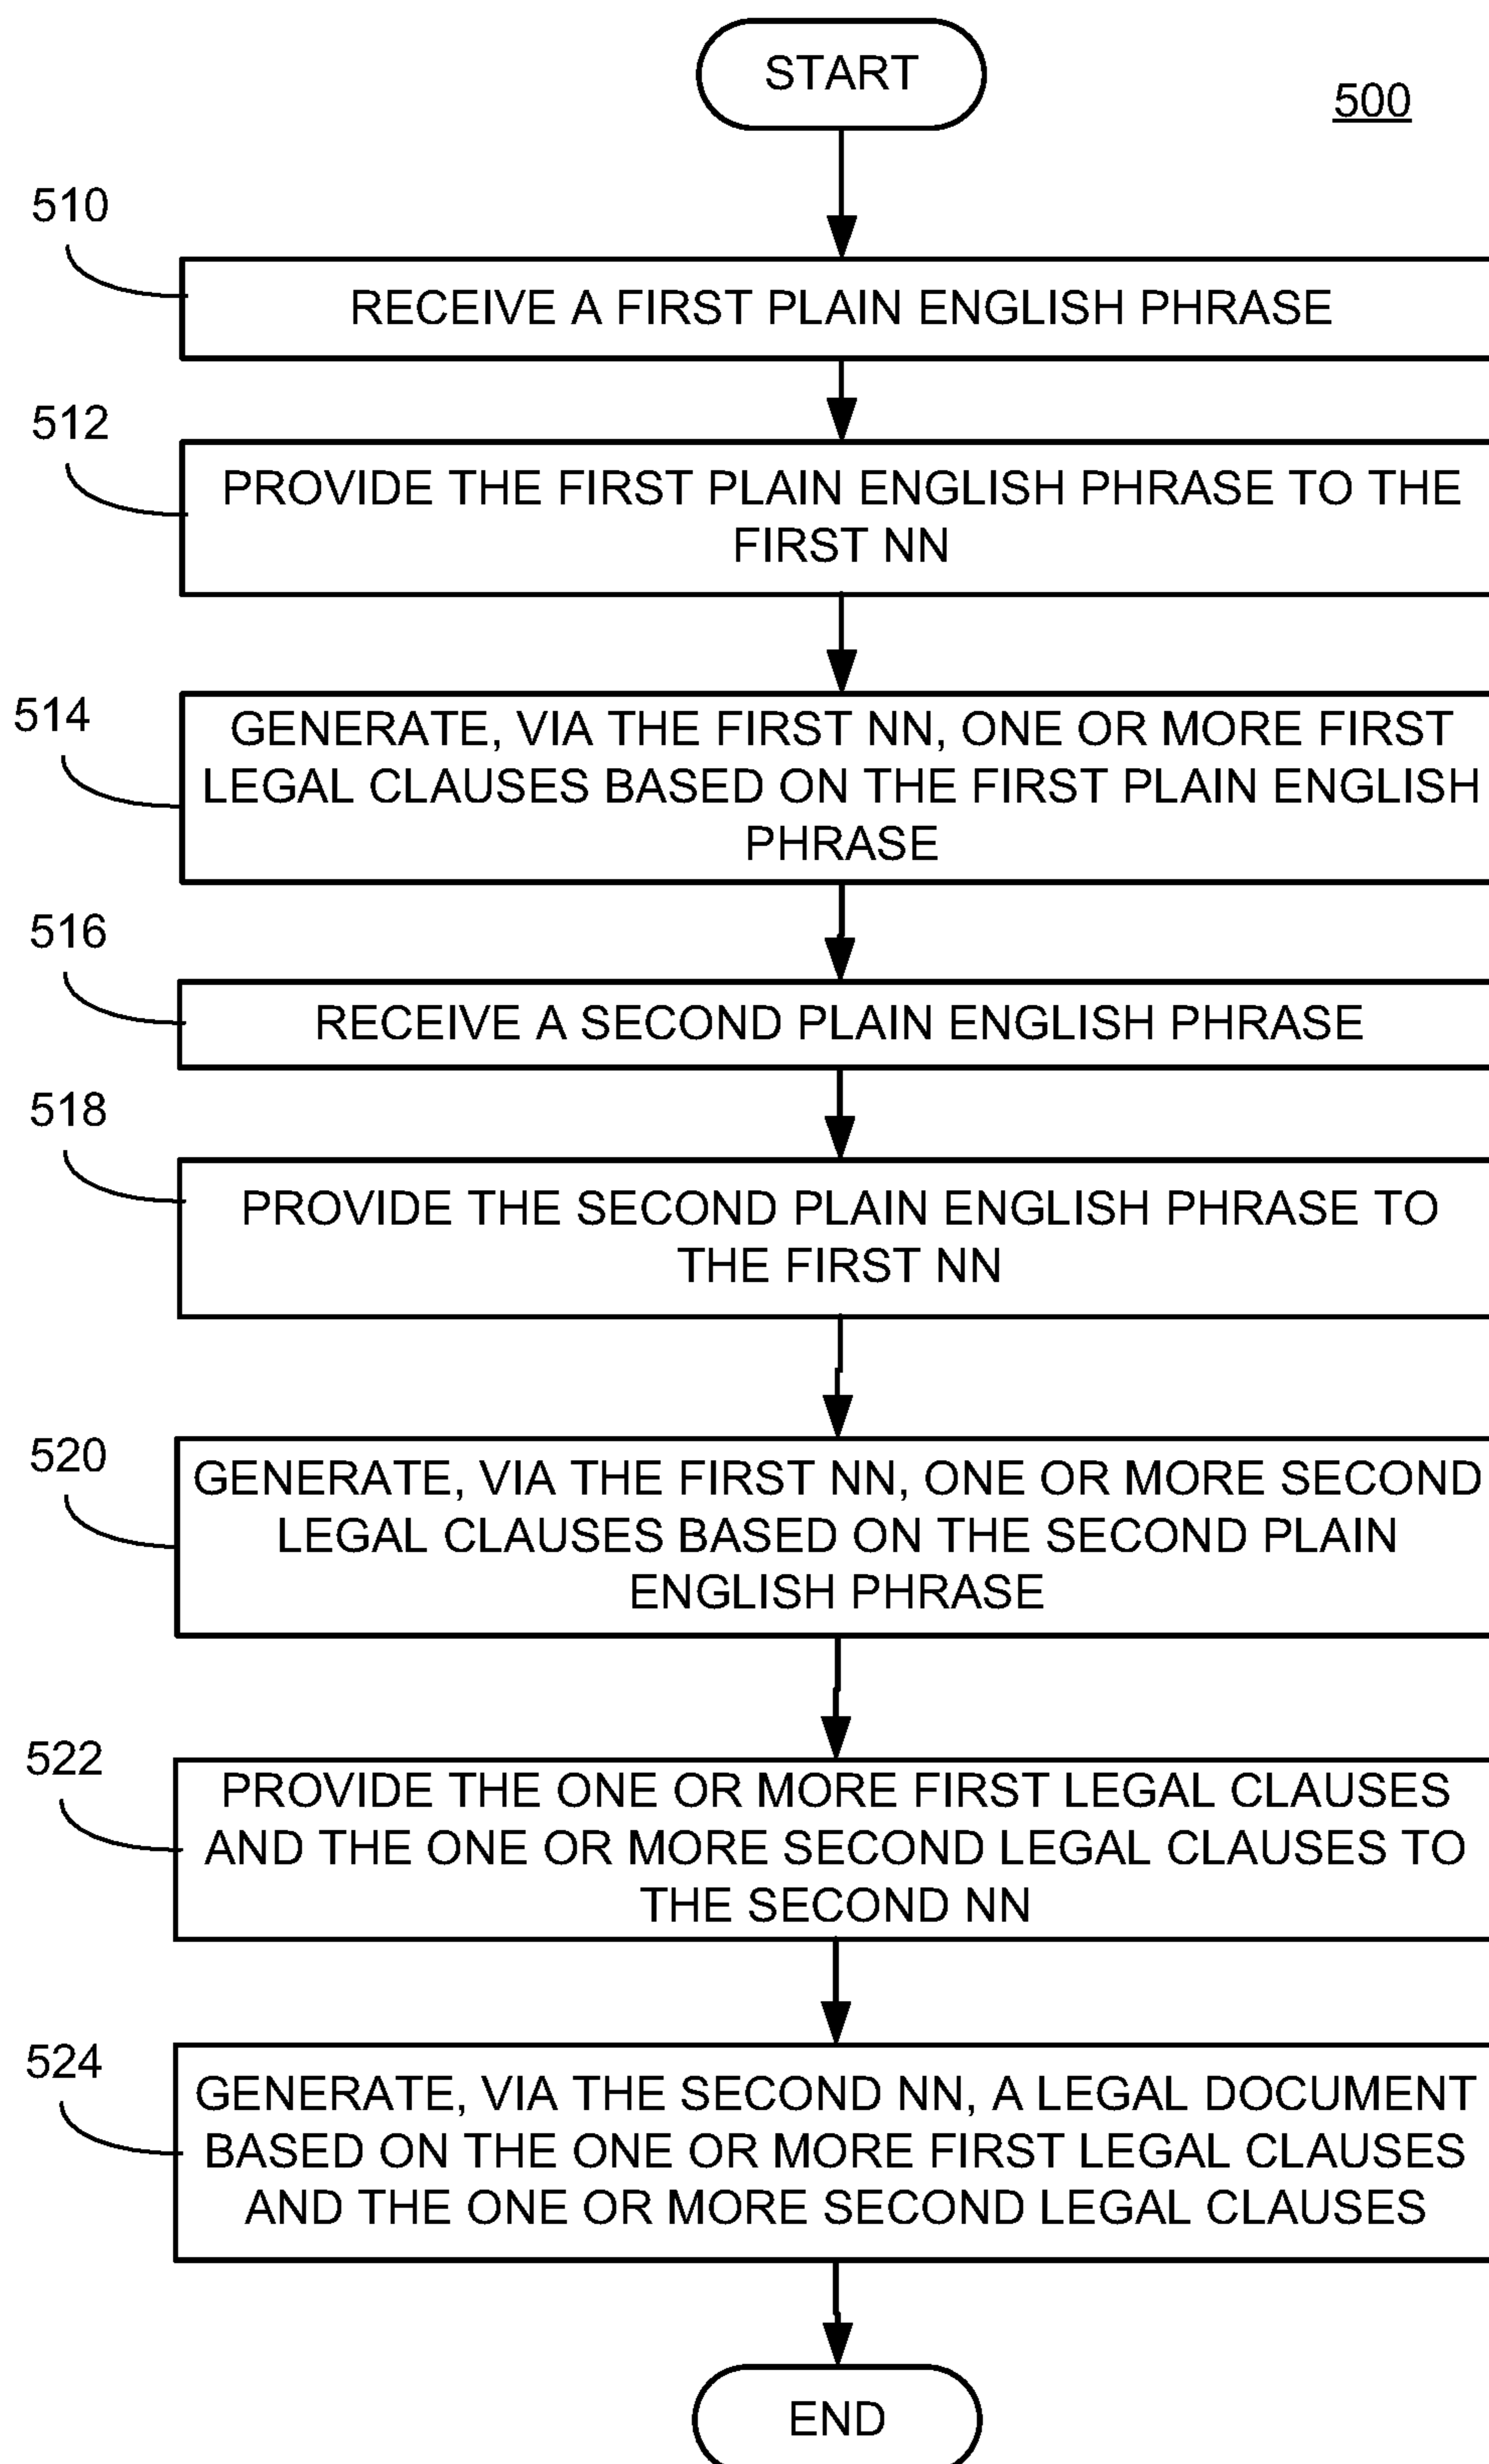 START
500
510
RECEIVE A FIRST PLAIN ENGLISH PHRASE
512
PROVIDE THE FIRST PLAIN ENGLISH PHRASE TO THE
FIRST NN
514
GENERATE, VIA THE FIRST NN, ONE OR MORE FIRST
LEGAL CLAUSES BASED ON THE FIRST PLAIN ENGLISH
PHRASE
516
RECEIVE A SECOND PLAIN ENGLISH PHRASE
518
PROVIDE THE SECOND PLAIN ENGLISH PHRASE TO
THE FIRST NN
520
GENERATE, VIA THE FIRST NN, ONE OR MORE SECOND
LEGAL CLAUSES BASED ON THE SECOND PLAIN
ENGLISH PHRASE
522
PROVIDE THE ONE OR MORE FIRST LEGAL CLAUSES
AND THE ONE OR MORE SECOND LEGAL CLAUSES TO
THE SECOND NN
524
GENERATE, VIA THE SECOND NN, A LEGAL DOCUMENT
BASED ON THE ONE OR MORE FIRST LEGAL CLAUSES
AND THE ONE OR MORE SECOND LEGAL CLAUSES
END